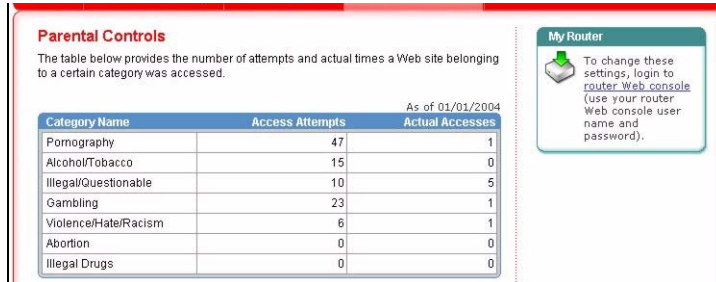 Parental Controls
The table below provides the number of attempts and actual times a Web site belonging
to a certain category was accessed.
As of 01/01/2004
Category Name Access Attempts Actual Accesses
Pornography 47 1
Alcohol/Tobacco 15 0
Illegal/Questionable 10 5
Gambling 23 1
Violence/Hate/Racism 6 1
Abortion 0 0
Illegal Drugs 0 0
My Router
To change these
settings, login to
router Web console
(use your router
Web console user
name and
password).